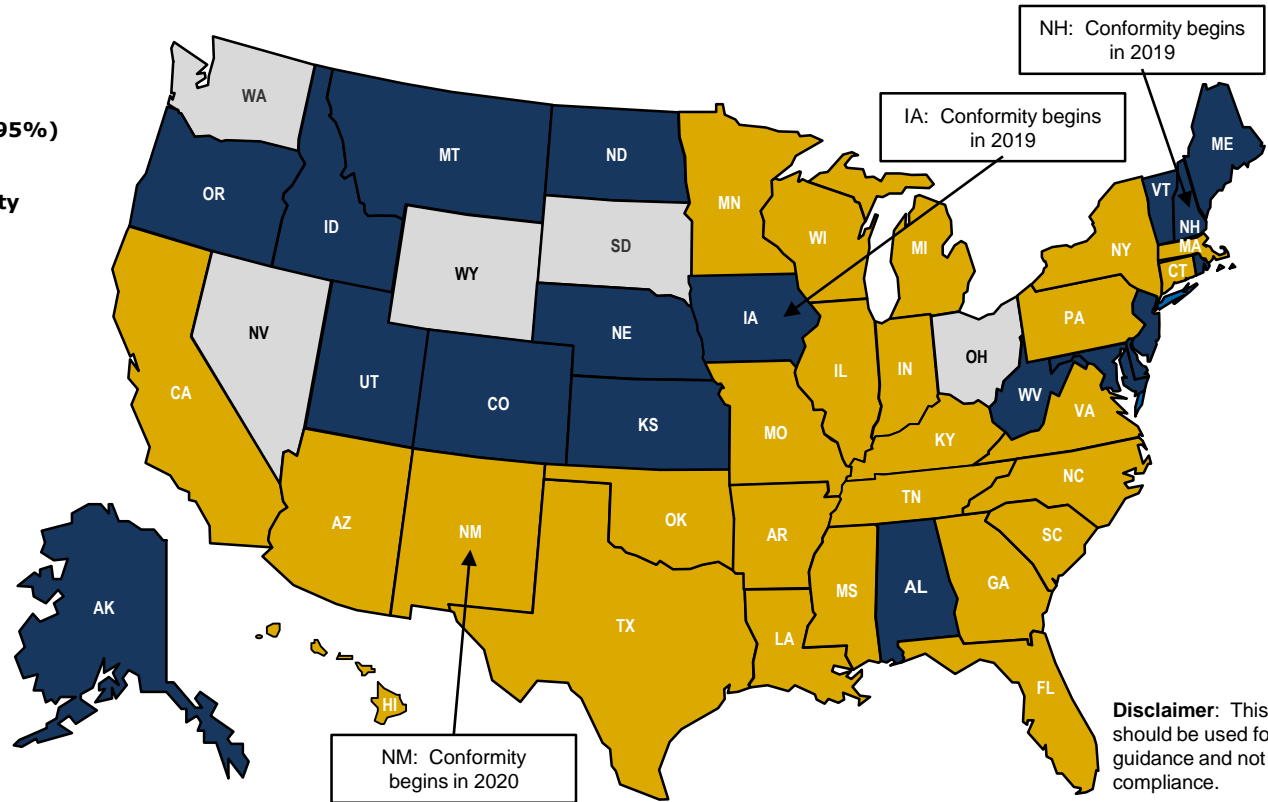 NH: Conformity begins
in 2019
95%)
ty
IA: Conformity begins
in 2019
WA
MT
ND
MN
ME
VT
NH
OR
ID
SD
WI
MI
NY
MA
CT
WY
IA
PA
NV
NE
IL
IN
OH
CA
UT
CO
KS
MO
WV
VA
KY
NC
AZ
NM
OK
TN
AR
SC
MS
AL
GA
AK
TX
LA
FL
HI
NM: Conformity
begins in 2020
Disclaimer: This
should be used fo
guidance and not
compliance.